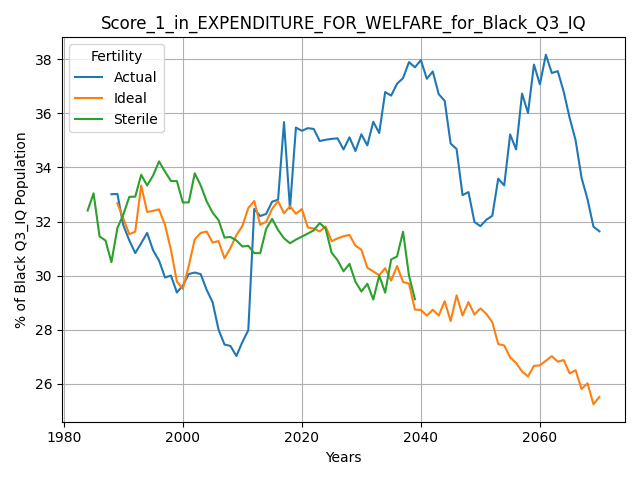 Score_1_in_EXPENDITURE_FOR_WELFARE_for_Black_Q3_IQ
Fertility
Actual
Ideal
Sterile
% of Black Q3_IQ Population
38
36
34
32
30
28
26
1980
2000
2020
2040
2060
Years